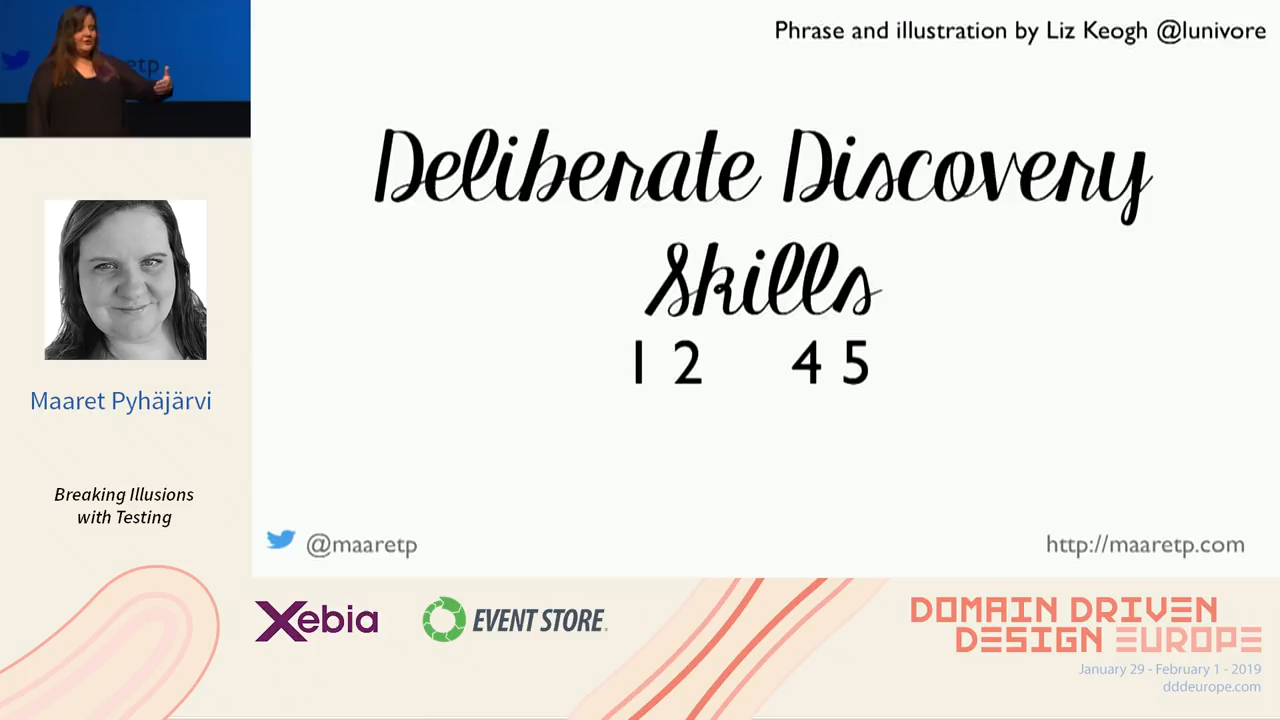 Phrase and illustration by Liz Keogh @lunivore
Deliberate Discovery
Skills
1 2 4 5
@maaretp
http://maaretp.com
etp
Maaret Pyhäjärvi
Breaking Illusions
with Testing
Xebia
EVENT STORE
DOMAIN DRIVEN
DESIGN EUROPE
January 29 - February 1 - 2019
dddeurope.com